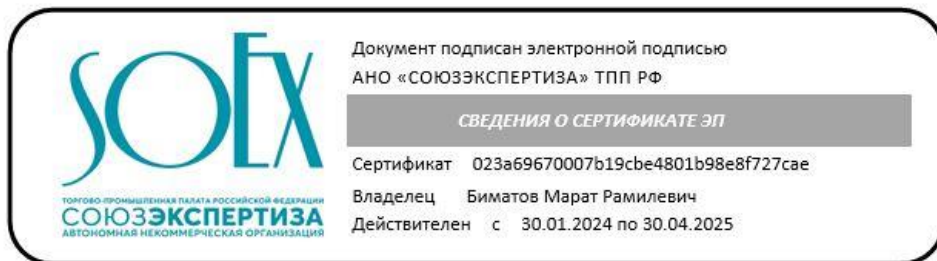 SOEX
ТОРГОВО-ПРОМЫШЛЕННАЯ ПАЛАТА РОССИЙСКОЙ ФЕДЕРАЦИИ
СОЮЗЭКСПЕРТИЗА
АВТОНОМНАЯ НЕКОММЕРЧЕСКАЯ ОРГАНИЗАЦИЯ
Документ подписан электронной подписью
АНО «СОЮЗЭКСПЕРТИЗА» ТПП РФ
СВЕДЕНИЯ О СЕРТИФИКАТЕ ЭП
Сертификат 023a69670007b19cbe4801b98e8f727cae
Владелец Биматов Марат Рамилевич
Действителен с 30.01.2024 по 30.04.2025